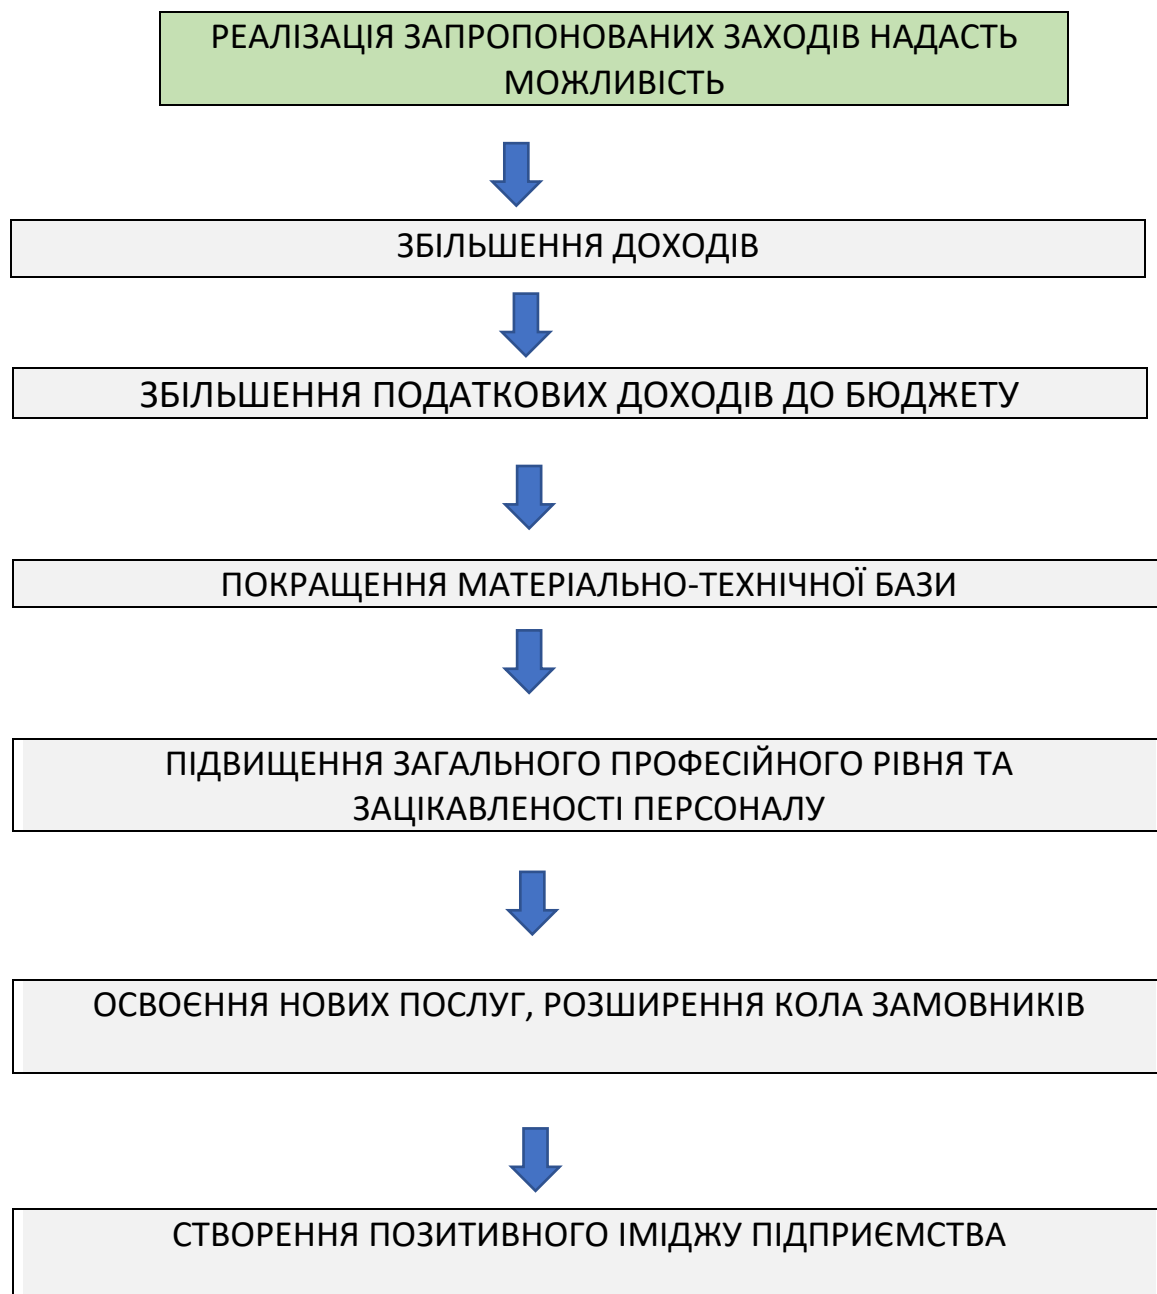 РЕАЛІЗАЦІЯ ЗАПРОПОНОВАНИХ ЗАХОДІВ НАДАСТЬ
МОЖЛИВІСТЬ
ЗБІЛЬШЕННЯ ДОХОДІВ
ЗБІЛЬШЕННЯ ПОДАТКОВИХ ДОХОДІВ ДО БЮДЖЕТУ
ПОКРАЩЕННЯ МАТЕРІАЛЬНО-ТЕХНІЧНОЇ БАЗИ
ПІДВИЩЕННЯ ЗАГАЛЬНОГО ПРОФЕСІЙНОГО РІВНЯ ТА
ЗАЦІКАВЛЕНОСТІ ПЕРСОНАЛУ
ОСВОЄННЯ НОВИХ ПОСЛУГ, РОЗШИРЕННЯ КОЛА ЗАМОВНИКІВ
СТВОРЕННЯ ПОЗИТИВНОГО ІМІДЖУ ПІДПРИЄМСТВА